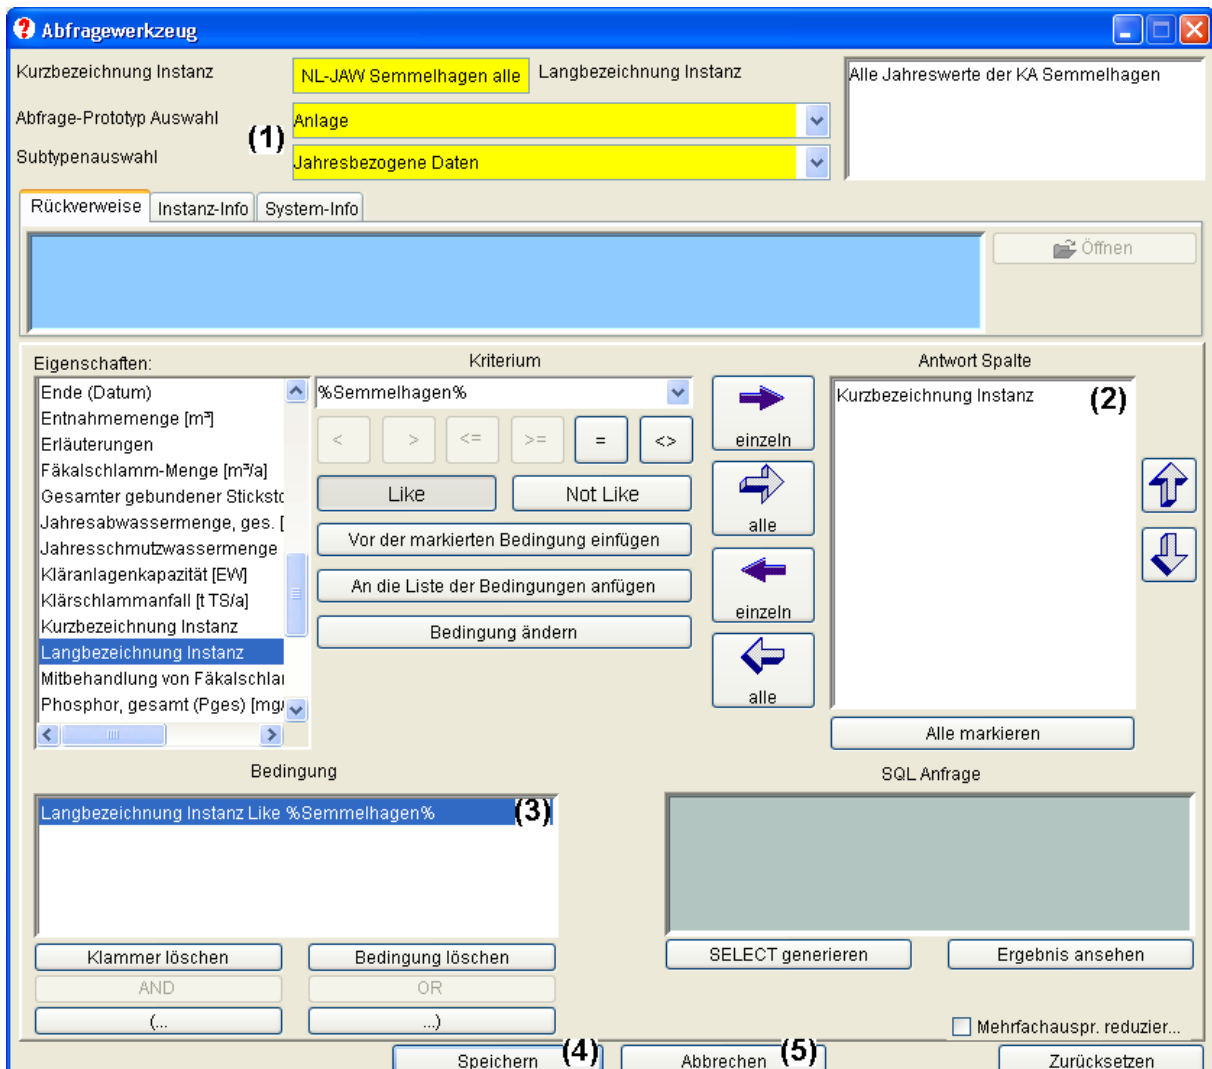 Abfragewerkzeug
Kurzbezeichnung Instanz
NL-JAW Semmelhagen alle
Langbezeichnung Instanz
Alle Jahreswerte der KA Semmelhagen
Abfrage-Prototyp Auswahl
(1)
Anlage
Subtypenauswahl
Jahresbezogene Daten
Rückverweise
Instanz-Info
System-Info
Öffnen
Eigenschaften:
Kriterium
Antwort Spalte
Ende (Datum)
Entnahmemenge [m³]
Erläuterungen
Fäkalschlamm-Menge [m³/a]
Gesamter gebundener Sticksto
Jahresabwassermenge, ges. [
Jahresschmutzwassermenge
Kläranlagenkapazität [EW]
Klärschlammanfall [t TS/a]
Kurzbezeichnung Instanz
Langbezeichnung Instanz
Mitbehandlung von Fäkalschlar
Phosphor, gesamt (Pges) [mg/
%Semmelhagen%
< > <= >= = <>
Like
Not Like
Vor der markierten Bedingung einfügen
An die Liste der Bedingungen anfügen
Bedingung ändern
einzeln
alle
einzeln
alle
Kurzbezeichnung Instanz
(2)
Alle markieren
Bedingung
SQL Anfrage
Langbezeichnung Instanz Like %Semmelhagen%
(3)
Klammer löschen
Bedingung löschen
SELECT generieren
Ergebnis ansehen
AND
OR
(...
...)
Mehrfachauspr. reduzier...
Speichern
(4)
Abbrechen
(5)
Zurücksetzen